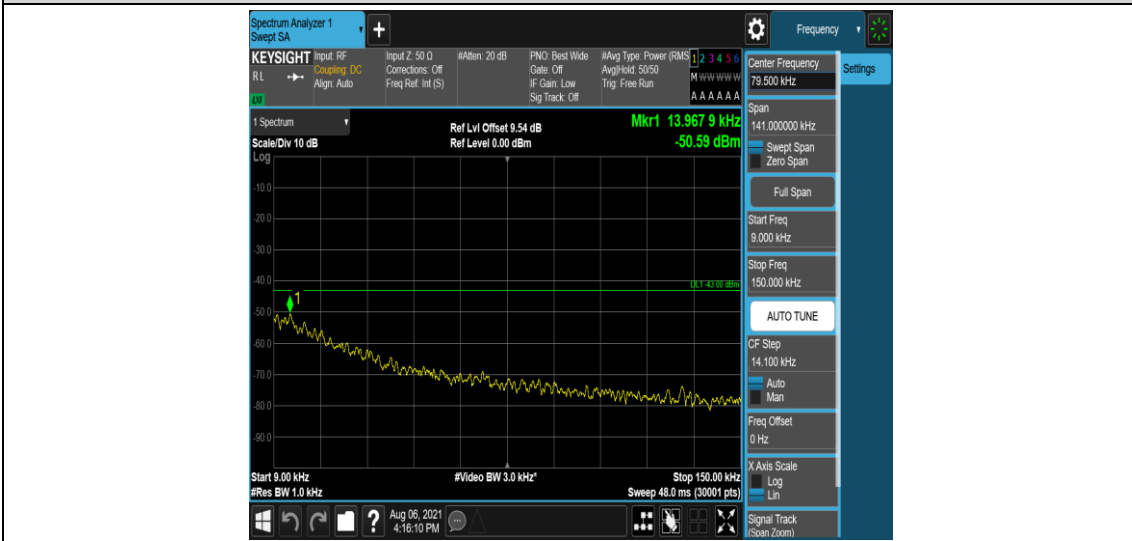 Spectrum Analyzer 1
Swept SA
+
Frequency
KEYSIGHT
RL
LXI
Input: RF
Coupling: DC
Align: Auto
Input Z: 50 Ω
Corrections: Off
Freq Ref: Int (S)
#Atten: 20 dB
PNO: Best Wide
Gate: Off
IF Gain: Low
Sig Track: Off
#Avg Type: Power (RMS
Avg|Hold: 50/50
Trig: Free Run
1 2 3 4 5 6
M W W W W W
A A A A A A
1 Spectrum
Scale/Div 10 dB
Log
Ref Lvl Offset 9.54 dB
Ref Level 0.00 dBm
Mkr1 13.967 9 kHz
-50.59 dBm
-10.0
-20.0
-30.0
-40.0
DL1 -43.00 dBm
1
-50.0
-60.0
-70.0
-80.0
-90.0
Start 9.00 kHz
#Res BW 1.0 kHz
#Video BW 3.0 kHz*
Stop 150.00 kHz
Sweep 48.0 ms (30001 pts)
?
Aug 06, 2021
4:16:10 PM
Center Frequency
79.500 kHz
Settings
Span
141.000000 kHz
Swept Span
Zero Span
Full Span
Start Freq
9.000 kHz
Stop Freq
150.000 kHz
AUTO TUNE
CF Step
14.100 kHz
Auto
Man
Freq Offset
0 Hz
X Axis Scale
Log
Lin
Signal Track
(Span Zoom)